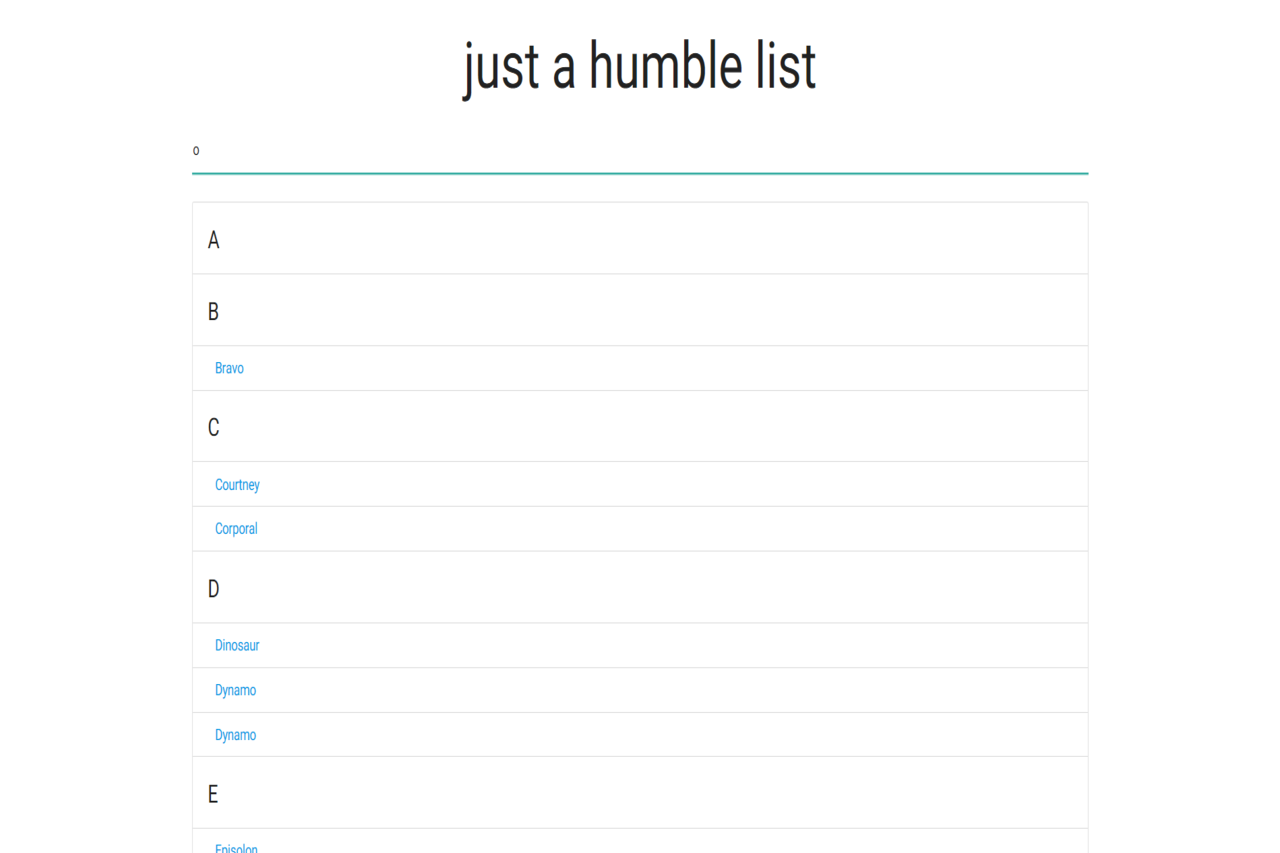 just a humble list
o
A
B
Bravo
C
Courtney
Corporal
D
Dinosaur
Dynamo
Dynamo
E
Episolon